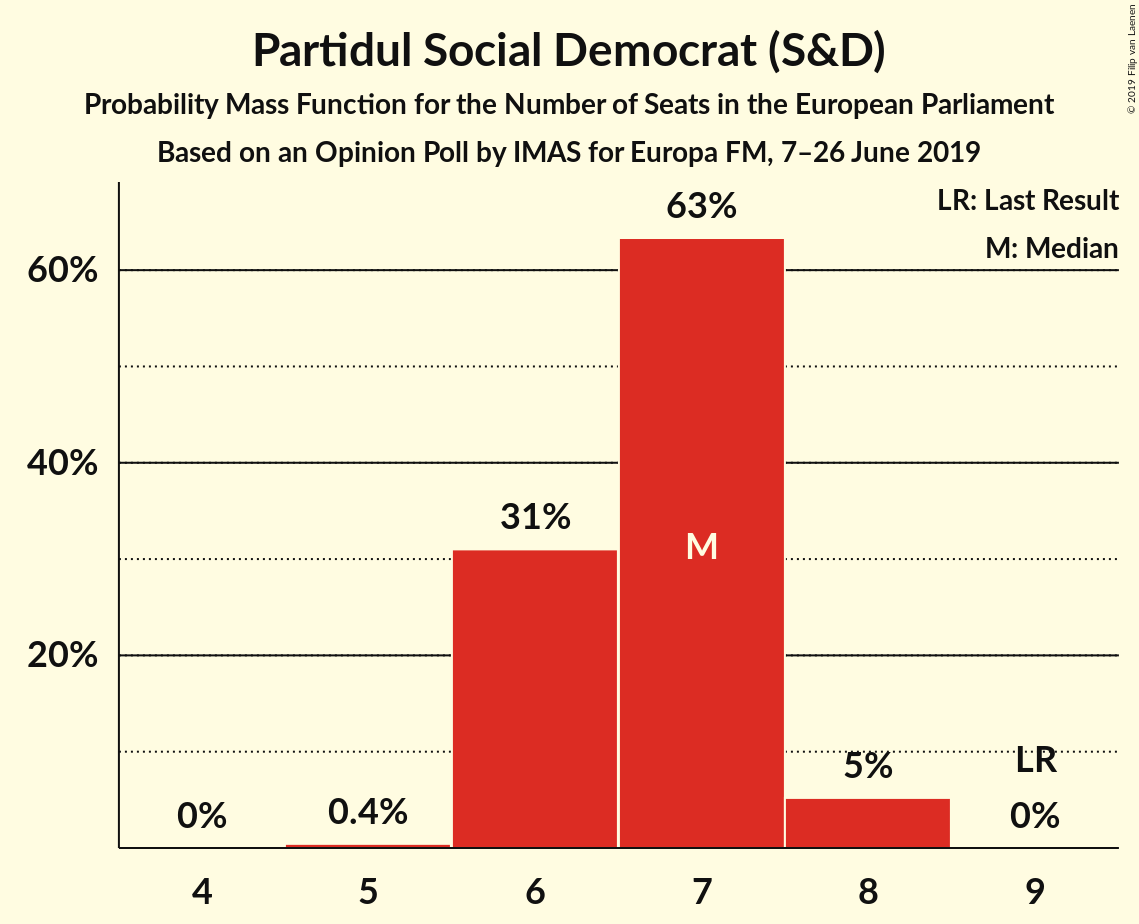 Partidul Social Democrat (S&D)
Probability Mass Function for the Number of Seats in the European Parliament
Based on an Opinion Poll by IMAS for Europa FM, 7–26 June 2019
© 2019 Filip van Laenen
LR: Last Result
M: Median
63%
60%
40%
31%
M
20%
5%
LR
0%
0.4%
0%
4 5 6 7 8 9